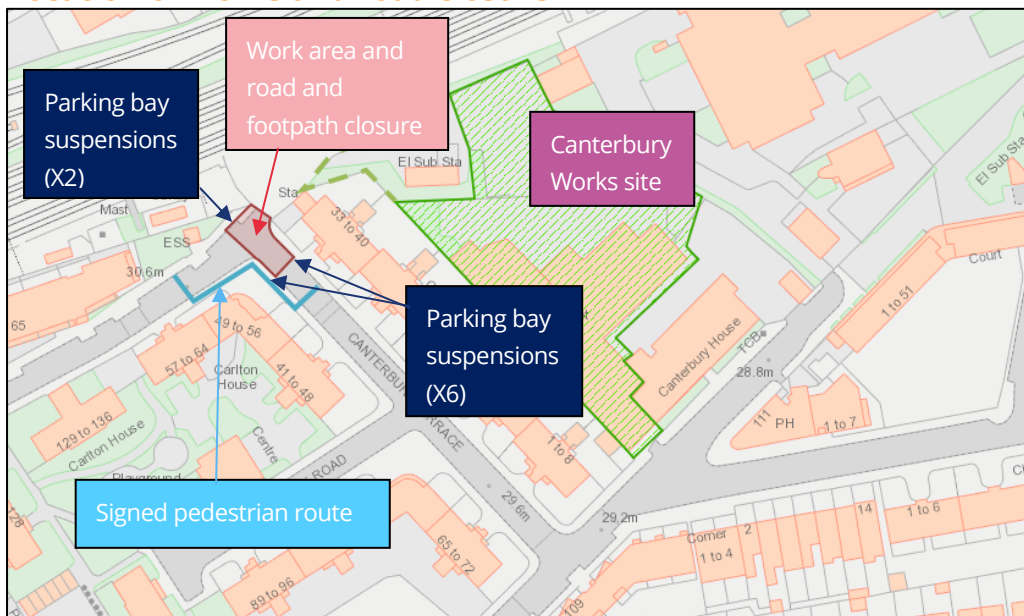 Work area and
road and
footpath closure
Parking bay
suspensions
(X2)
Canterbury
Works site
El Sub Sta
El Sub Sta
Sta
Mast
ESS
33 to 40
30.6m
65
Court
1 to 51
Parking bay
suspensions
(X6)
49 to 56
57 to 64
Carlton
House
41 to 48
CANTERBURY
TERRACE
Canterbury House
TCB
28.8m
111
PH
1 to 7
129 to 136
Carlton House
Centre
Playground
ROAD
1 to 8
Signed pedestrian route
29.6m
29.2m
128
65 to 72
89 to 96
Corner
2
1 to 4
14
1 to 6
109